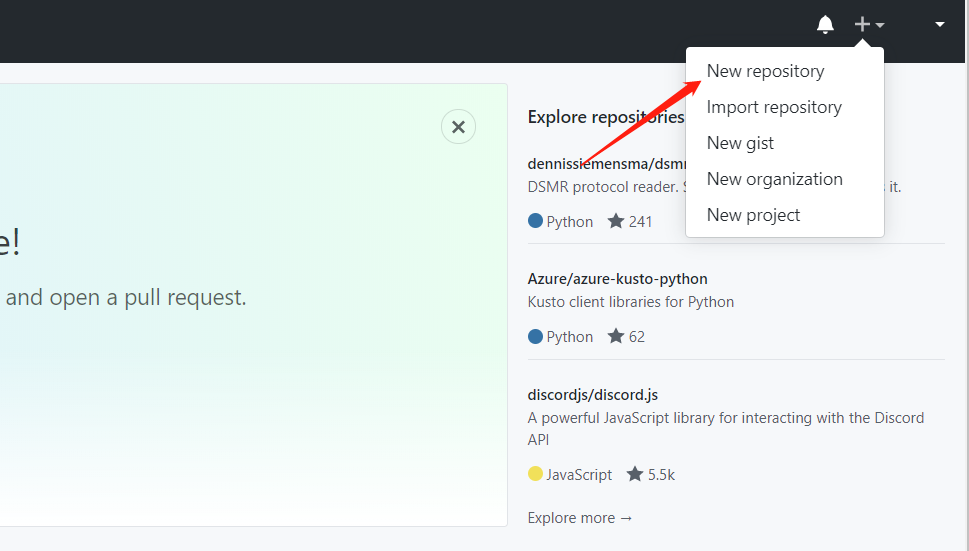 New repository
Import repository
New gist
New organization
New project
e!
and open a pull request.
Explore repositories
dennissiemensma/dsmr
DSMR protocol reader. S
s it.
Python 241
Azure/azure-kusto-python
Kusto client libraries for Python
Python 62
discordjs/discord.js
A powerful JavaScript library for interacting with the Discord
API
JavaScript 5.5k
Explore more →